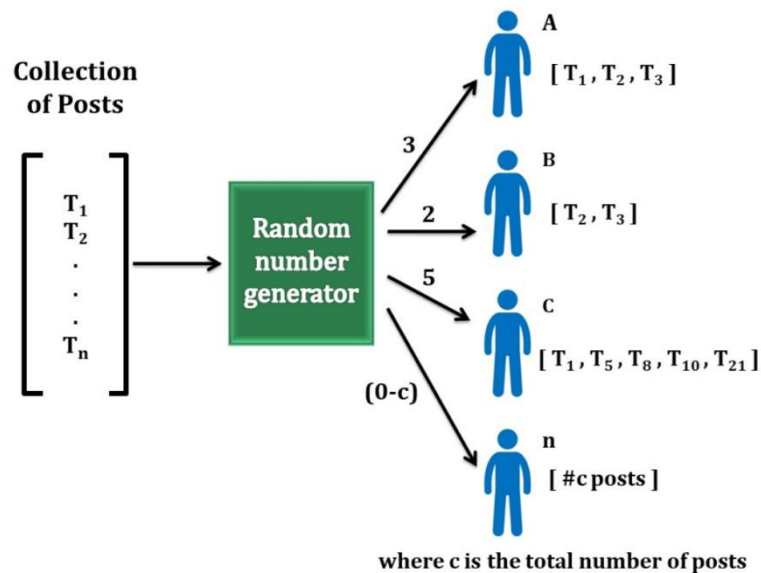 Collection
of Posts
T₁
T₂
.
.
.
Tₙ
Random
number
generator
3
2
5
(0-c)
A
[ T₁ , T₂ , T₃ ]
B
[ T₂ , T₃ ]
C
[ T₁ , T₅ , T₈ , T₁₀ , T₂₁ ]
n
[ #c posts ]
where c is the total number of posts